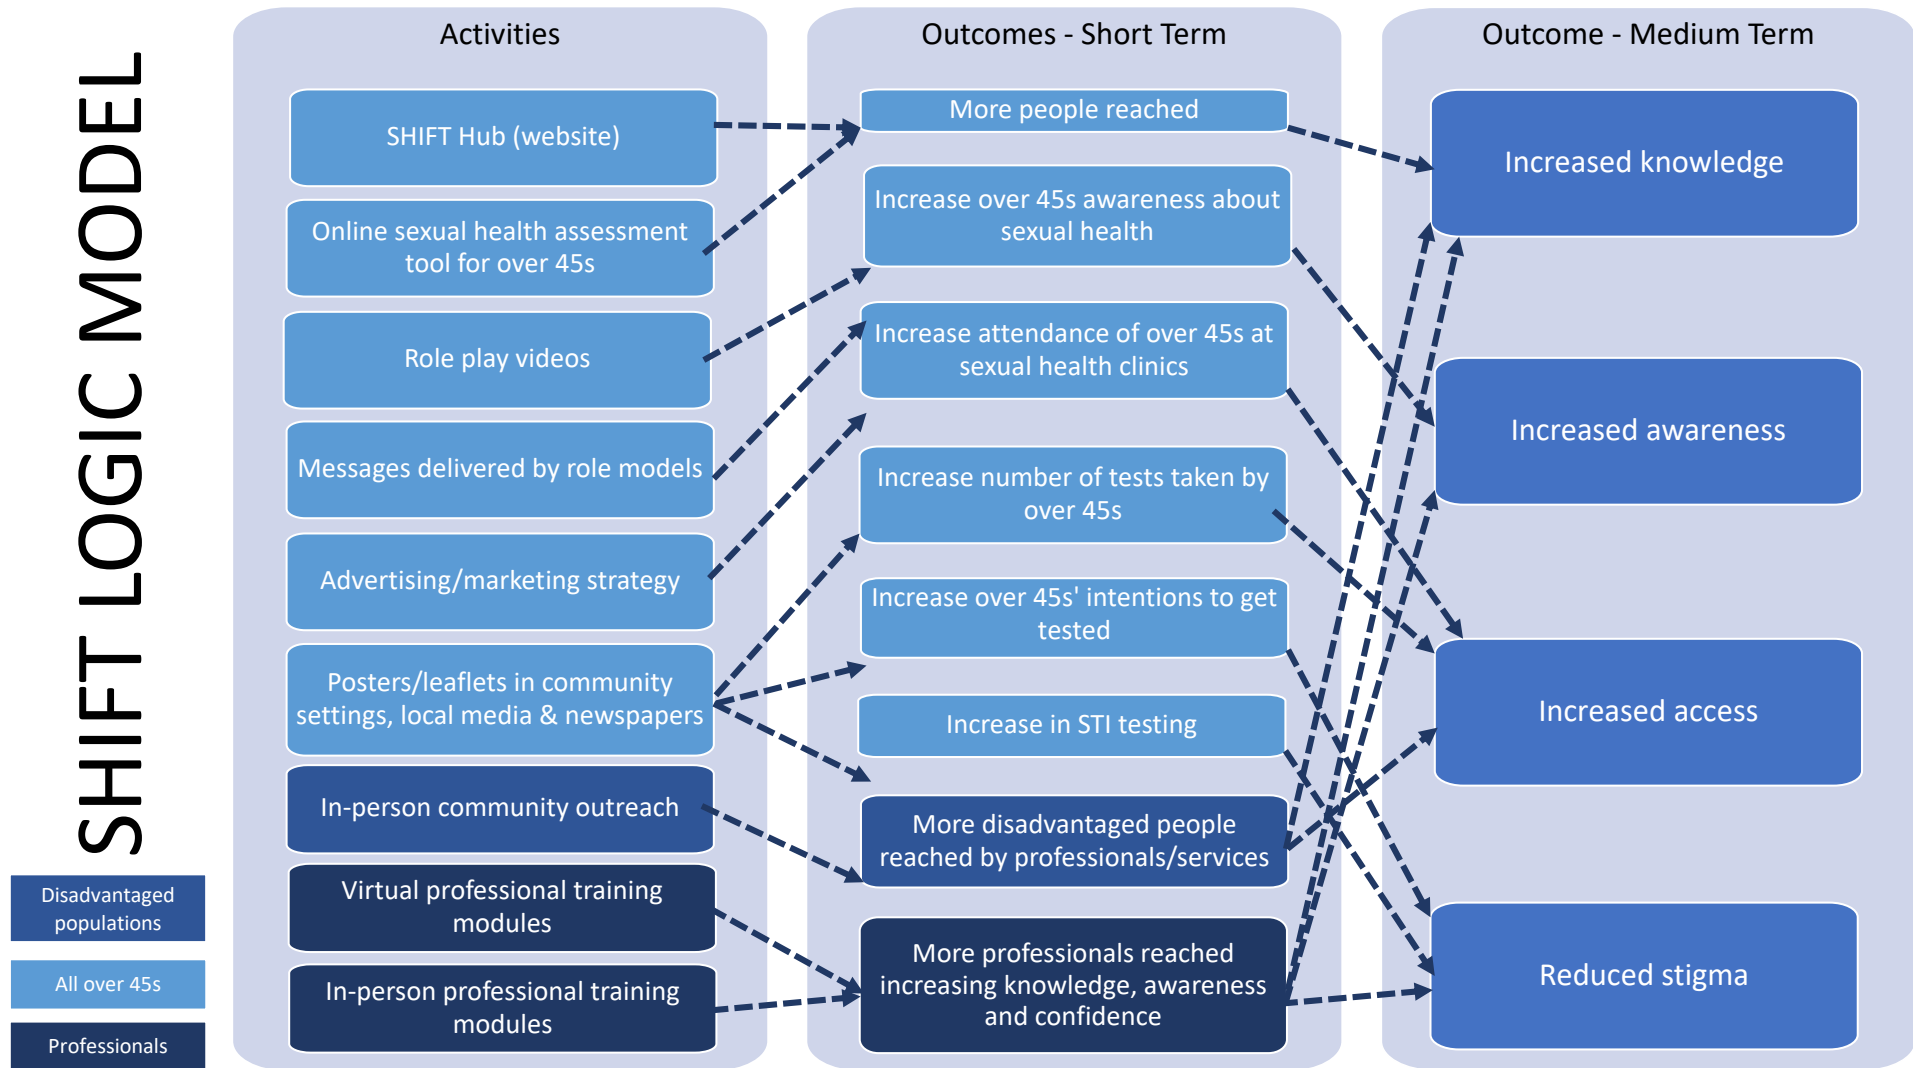 SHIFT LOGIC MODEL
Activities
SHIFT Hub (website)
Online sexual health assessment
tool for over 45s
Role play videos
Messages delivered by role models
Advertising/marketing strategy
Posters/leaflets in community
settings, local media & newspapers
In-person community outreach
Virtual professional training
modules
In-person professional training
modules
Outcomes - Short Term
More people reached
Increase over 45s awareness about
sexual health
Increase attendance of over 45s at
sexual health clinics
Increase number of tests taken by
over 45s
Increase over 45s' intentions to get
tested
Increase in STI testing
More disadvantaged people
reached by professionals/services
More professionals reached
increasing knowledge, awareness
and confidence
Outcome - Medium Term
Increased knowledge
Increased awareness
Increased access
Reduced stigma
Disadvantaged
populations
All over 45s
Professionals